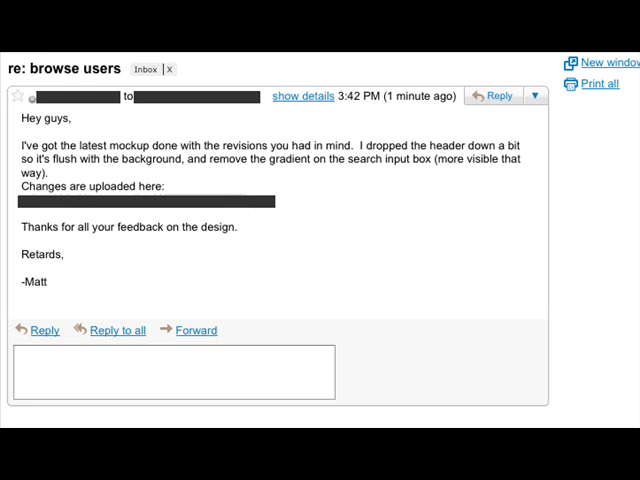 re: browse users Inbox X
New window
Print all
to show details 3:42 PM (1 minute ago) Reply
Hey guys,
I've got the latest mockup done with the revisions you had in mind. I dropped the header down a bit
so it's flush with the background, and remove the gradient on the search input box (more visible that
way).
Changes are uploaded here:
Thanks for all your feedback on the design.
Retards,
-Matt
Reply Reply to all Forward